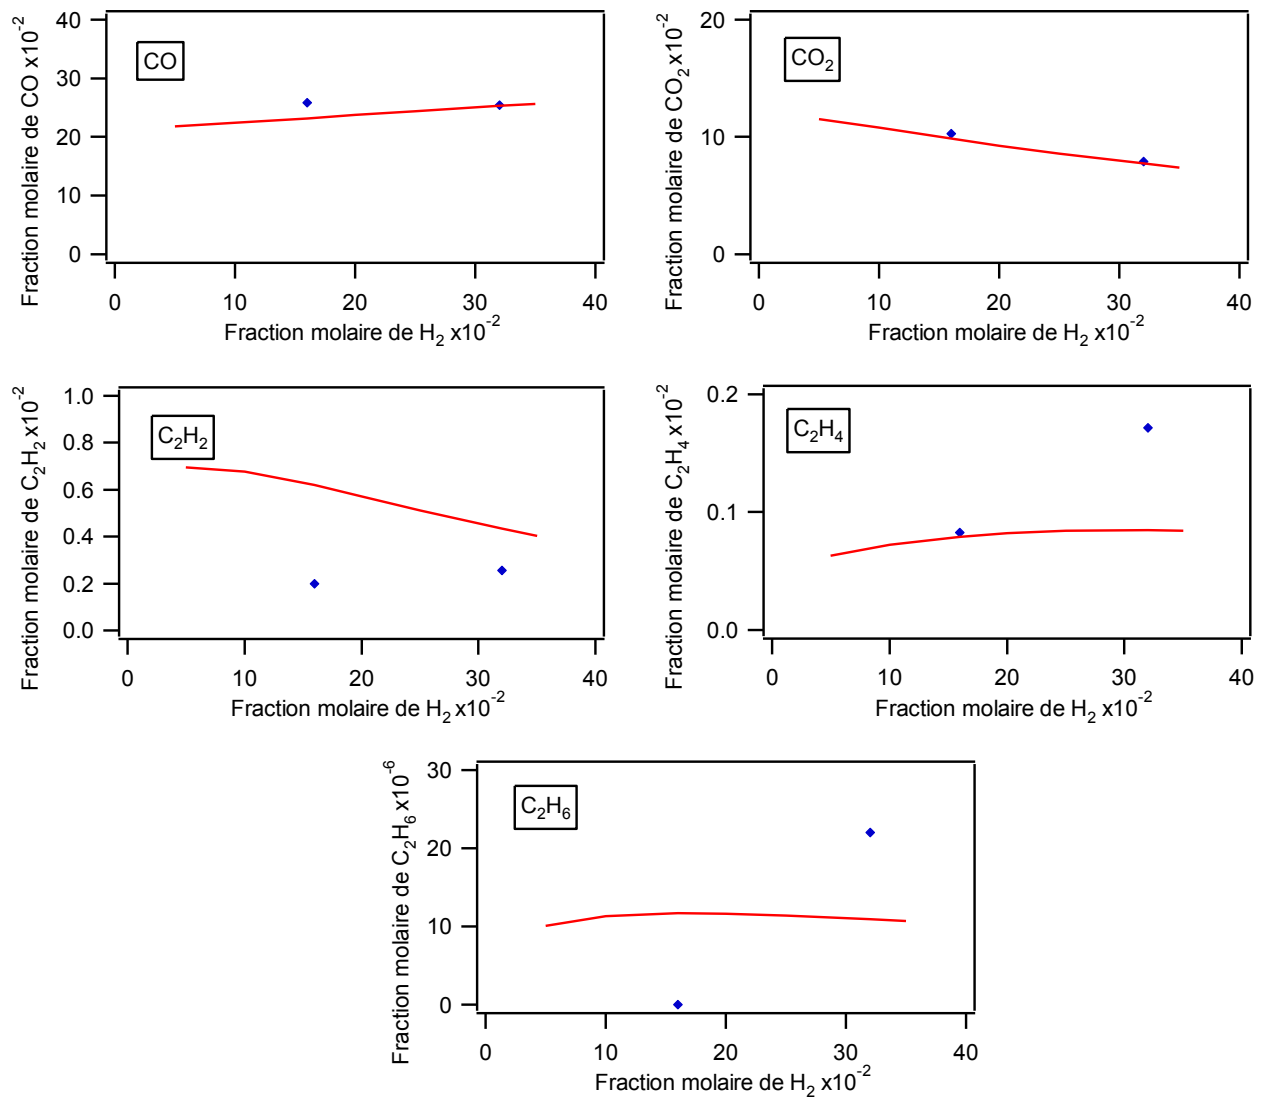 Fraction molaire de CO x10⁻²
40
30
20
10
0
CO
0 10 20 30 40
Fraction molaire de H₂ x10⁻²
Fraction molaire de CO₂ x10⁻²
20
10
0
CO₂
0 10 20 30 40
Fraction molaire de H₂ x10⁻²
Fraction molaire de C₂H₂ x10⁻²
1.0
0.8
0.6
0.4
0.2
0.0
C₂H₂
0 10 20 30 40
Fraction molaire de H₂ x10⁻²
Fraction molaire de C₂H₄ x10⁻²
0.2
0.1
0.0
C₂H₄
0 10 20 30 40
Fraction molaire de H₂ x10⁻²
Fraction molaire de C₂H₆ x10⁻⁶
30
20
10
0
C₂H₆
0 10 20 30 40
Fraction molaire de H₂ x10⁻²